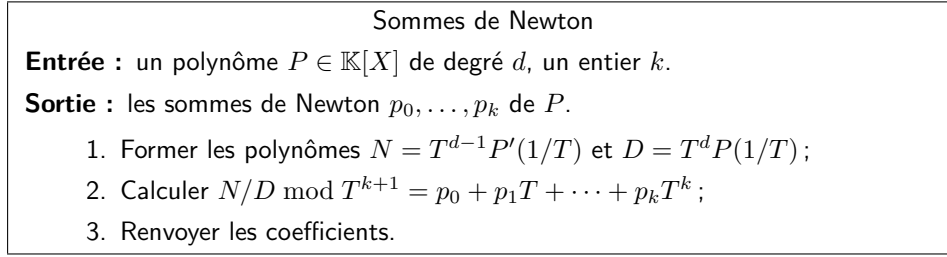 Sommes de Newton
Entrée : un polynôme P ∈ 𝕂[X] de degré d, un entier k.
Sortie : les sommes de Newton p₀, . . . , pₖ de P.
1. Former les polynômes N = T^{d−1}P′(1/T) et D = T^dP(1/T) ;
2. Calculer N/D mod T^{k+1} = p₀ + p₁T + · · · + pₖT^k ;
3. Renvoyer les coefficients.